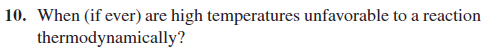 10. When (if ever) are high temperatures unfavorable to a reaction
thermodynamically?